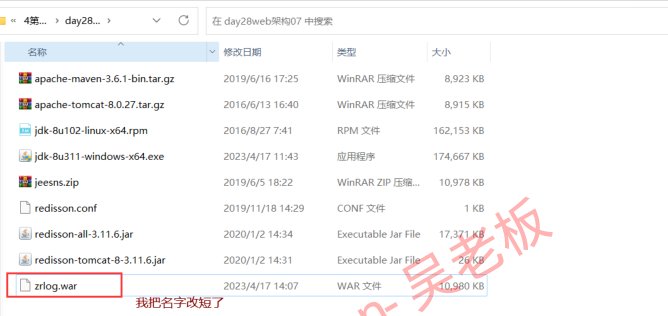 4第... › day28... 在 day28web架构07 中搜索
名称 修改日期 类型 大小
apache-maven-3.6.1-bin.tar.gz 2019/6/16 17:25 WinRAR 压缩文件 8,923 KB
apache-tomcat-8.0.27.tar.gz 2016/6/13 16:40 WinRAR 压缩文件 8,915 KB
jdk-8u102-linux-x64.rpm 2016/8/27 7:41 RPM 文件 162,153 KB
jdk-8u311-windows-x64.exe 2023/4/17 11:43 应用程序 174,667 KB
jeesns.zip 2019/6/5 18:22 WinRAR ZIP 压缩... 10,978 KB
redisson.conf 2019/11/18 14:29 CONF 文件 1 KB
redisson-all-3.11.6.jar 2020/1/2 14:34 Executable Jar File 17,371 KB
redisson-tomcat-8-3.11.6.jar 2020/1/2 14:31 Executable Jar File 26 KB
zrlog.war 2023/4/17 14:07 WAR 文件 10,980 KB
我把名字改短了
n-吴老板